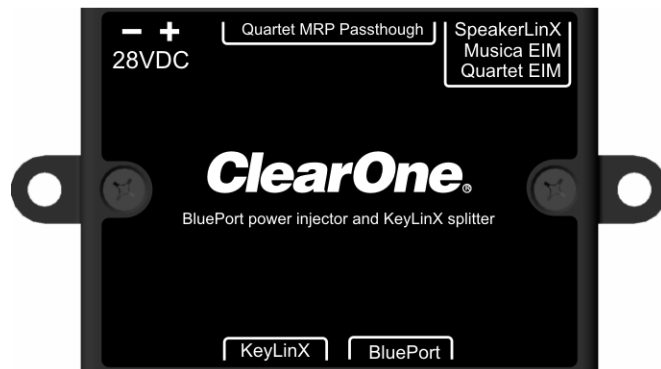 − +
28VDC
Quartet MRP Passthough
SpeakerLinX
Musica EIM
Quartet EIM
ClearOne®
BluePort power injector and KeyLinX splitter
KeyLinX
BluePort